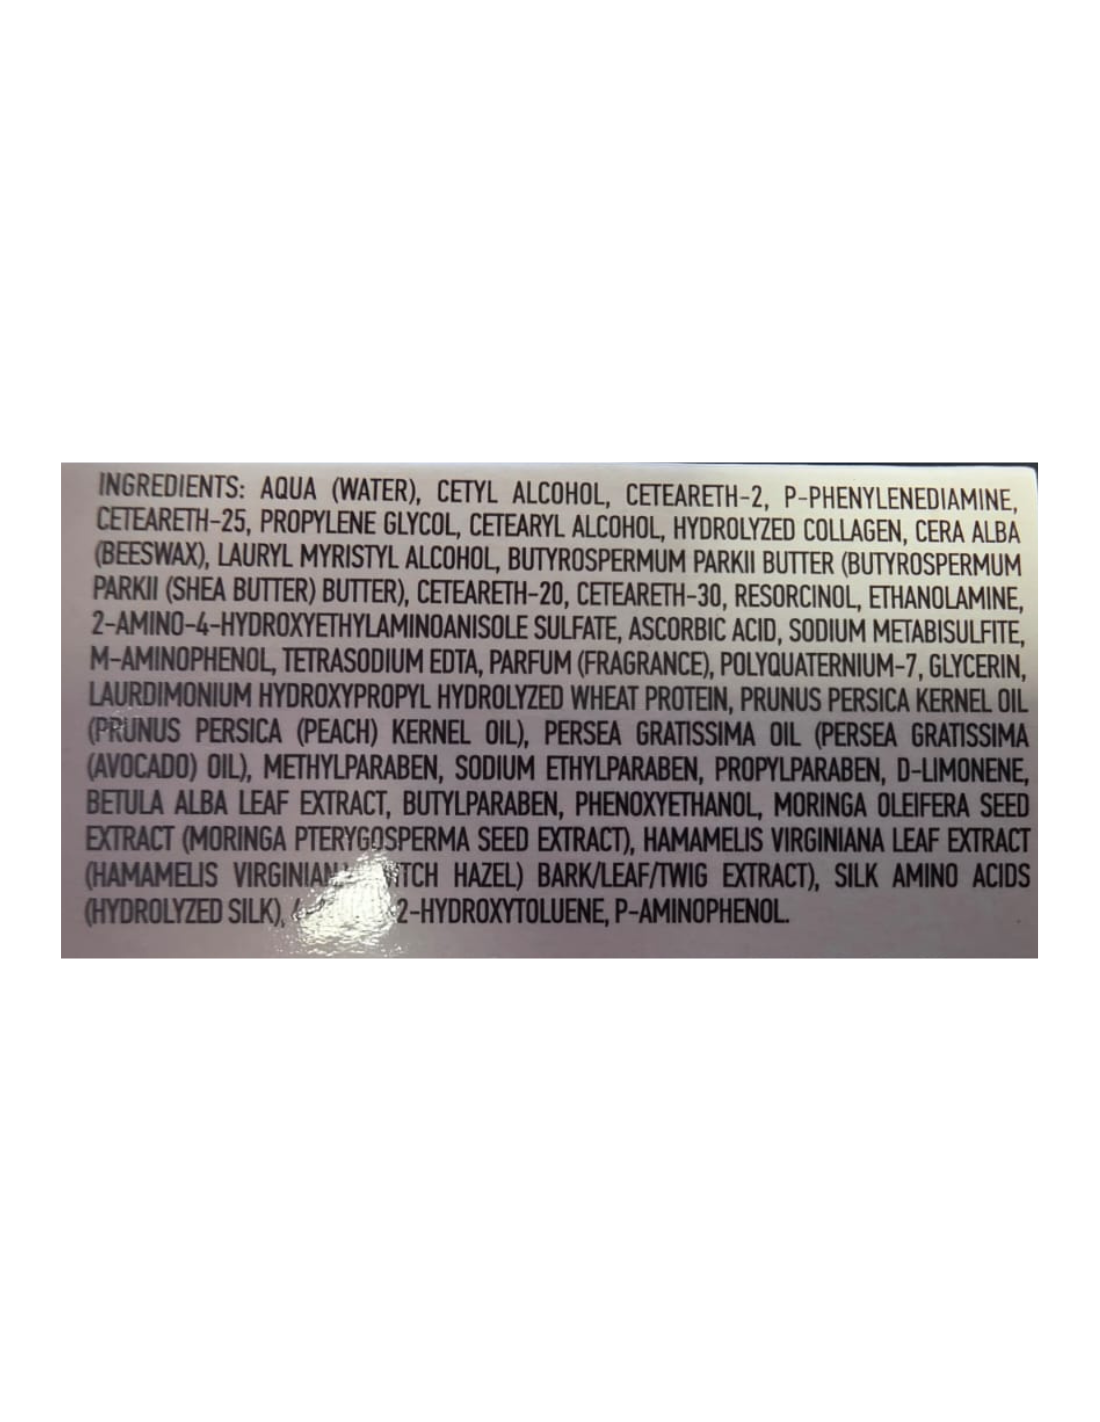 INGREDIENTS: AQUA (WATER), CETYL ALCOHOL, CETEARETH-2, P-PHENYLENEDIAMINE,
CETEARETH-25, PROPYLENE GLYCOL, CETEARYL ALCOHOL, HYDROLYZED COLLAGEN, CERA ALBA
(BEESWAX), LAURYL MYRISTYL ALCOHOL, BUTYROSPERMUM PARKII BUTTER (BUTYROSPERMUM
PARKII (SHEA BUTTER) BUTTER), CETEARETH-20, CETEARETH-30, RESORCINOL, ETHANOLAMINE,
2-AMINO-4-HYDROXYETHYLAMINOANISOLE SULFATE, ASCORBIC ACID, SODIUM METABISULFITE,
M-AMINOPHENOL, TETRASODIUM EDTA, PARFUM (FRAGRANCE), POLYQUATERNIUM-7, GLYCERIN,
LAURDIMONIUM HYDROXYPROPYL HYDROLYZED WHEAT PROTEIN, PRUNUS PERSICA KERNEL OIL
(PRUNUS PERSICA (PEACH) KERNEL OIL), PERSEA GRATISSIMA OIL (PERSEA GRATISSIMA
(AVOCADO) OIL), METHYLPARABEN, SODIUM ETHYLPARABEN, PROPYLPARABEN, D-LIMONENE,
BETULA ALBA LEAF EXTRACT, BUTYLPARABEN, PHENOXYETHANOL, MORINGA OLEIFERA SEED
EXTRACT (MORINGA PTERYGOSPERMA SEED EXTRACT), HAMAMELIS VIRGINIANA LEAF EXTRACT
(HAMAMELIS HAZEL) BARK/LEAF/TWIG EXTRACT), SILK AMINO ACIDS
(HYDROLYZED SILK), 2-HYDROXYTOLUENE, P-AMINOPHENOL.